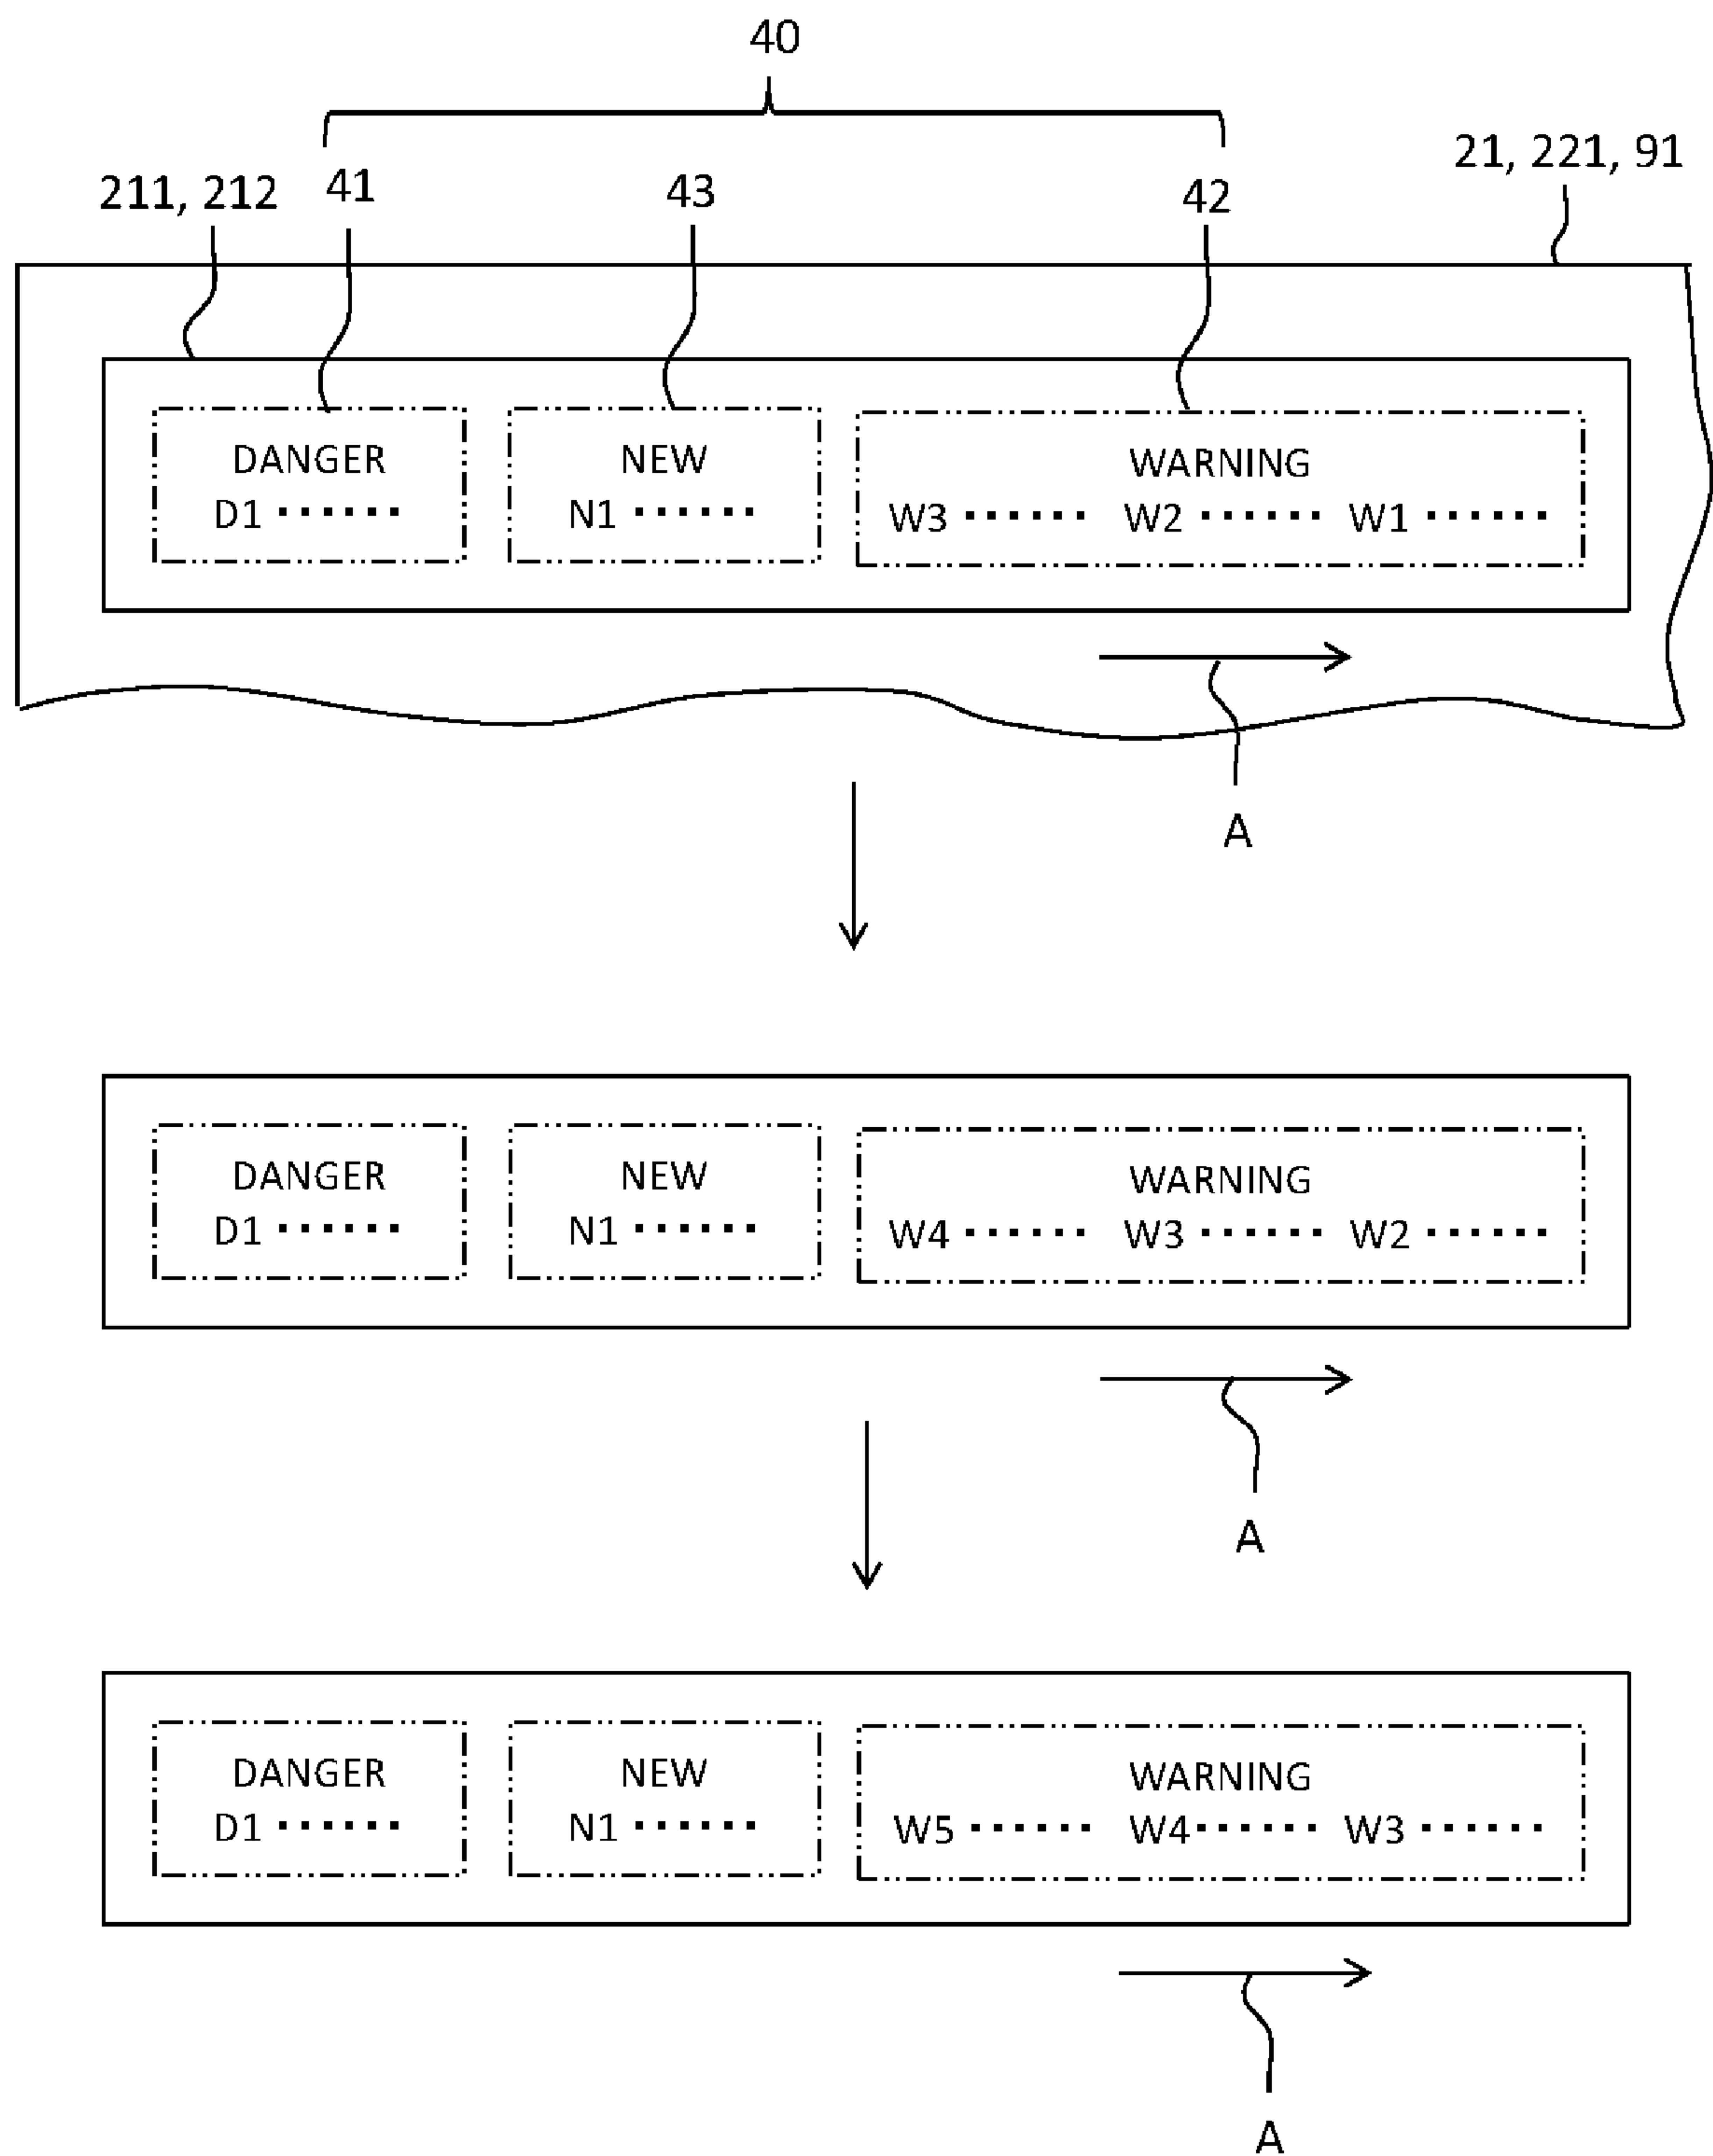 40
21, 221, 91
211, 212 41 43 42
DANGER NEW WARNING
D1 ······ N1 ······ W3 ······ W2 ······ W1 ······
A
DANGER NEW WARNING
D1 ······ N1 ······ W4 ······ W3 ······ W2 ······
A
DANGER NEW WARNING
D1 ······ N1 ······ W5 ······ W4 ······ W3 ······
A